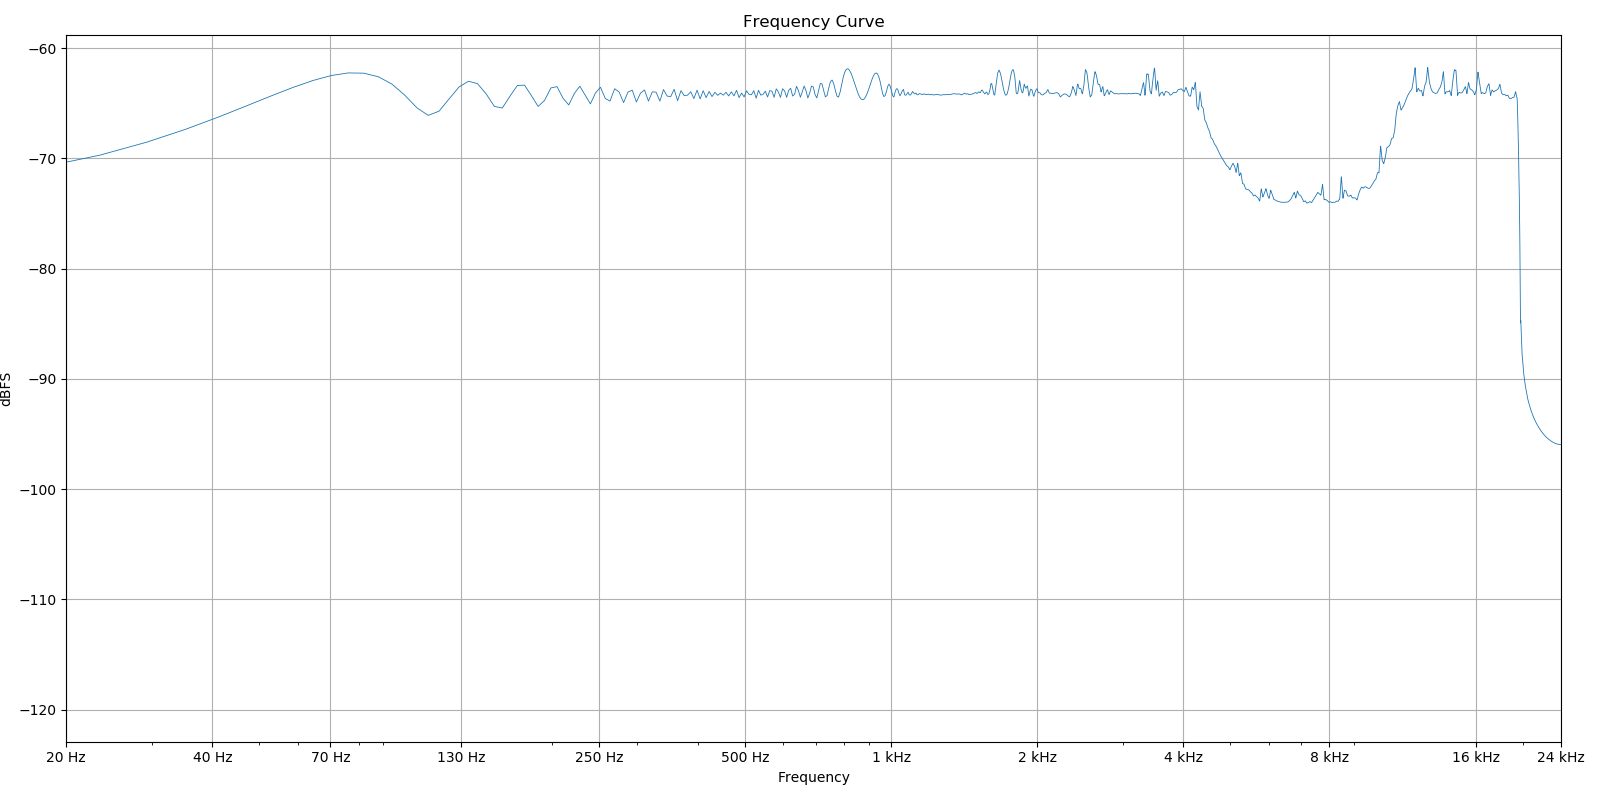 Frequency Curve
−60
−70
−80
−90
−100
−110
−120
dBFS
20 Hz 40 Hz 70 Hz 130 Hz 250 Hz 500 Hz 1 kHz 2 kHz 4 kHz 8 kHz 16 kHz 24 kHz
Frequency